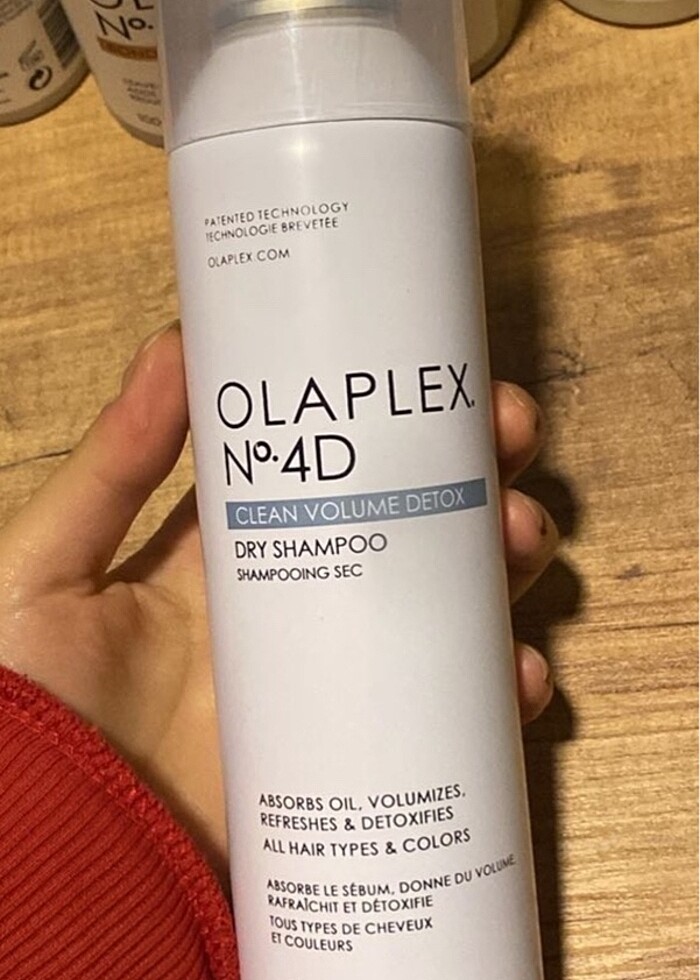 No.
PATENTED TECHNOLOGY
TECHNOLOGIE BREVETÉE
OLAPLEX.COM
OLAPLEX.
No.4D
CLEAN VOLUME DETOX
DRY SHAMPOO
SHAMPOOING SEC
ABSORBS OIL, VOLUMIZES,
REFRESHES & DETOXIFIES
ALL HAIR TYPES & COLORS
ABSORBE LE SÉBUM, DONNE DU VOLUME,
RAFRAÎCHIT ET DÉTOXIFIE
TOUS TYPES DE CHEVEUX
ET COULEURS